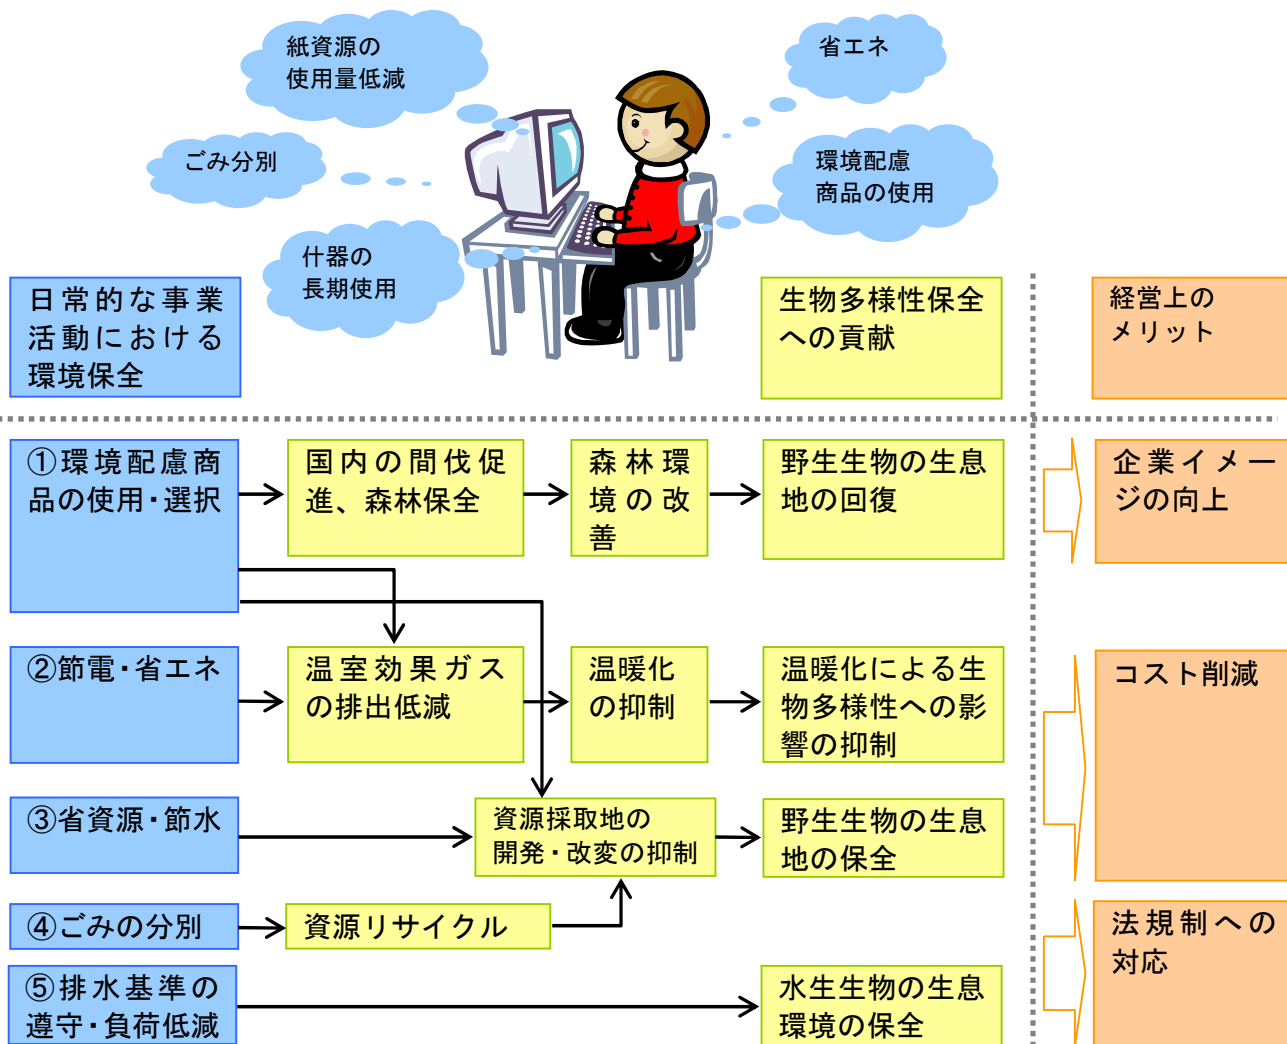 紙資源の
使用量低減
省エネ
ごみ分別
環境配慮
商品の使用
什器の
長期使用
日常的な事業
活動における
環境保全
生物多様性保全
への貢献
経営上の
メリット
①環境配慮商
品の使用・選択
国内の間伐促
進、森林保全
森林環
境の改
善
野生生物の生息
地の回復
企業イメー
ジの向上
②節電・省エネ
温室効果ガス
の排出低減
温暖化
の抑制
温暖化による生
物多様性への影
響の抑制
コスト削減
③省資源・節水
資源採取地の
開発・改変の抑制
野生生物の生息
地の保全
④ごみの分別
資源リサイクル
法規制への
対応
⑤排水基準の
遵守・負荷低減
水生生物の生息
環境の保全